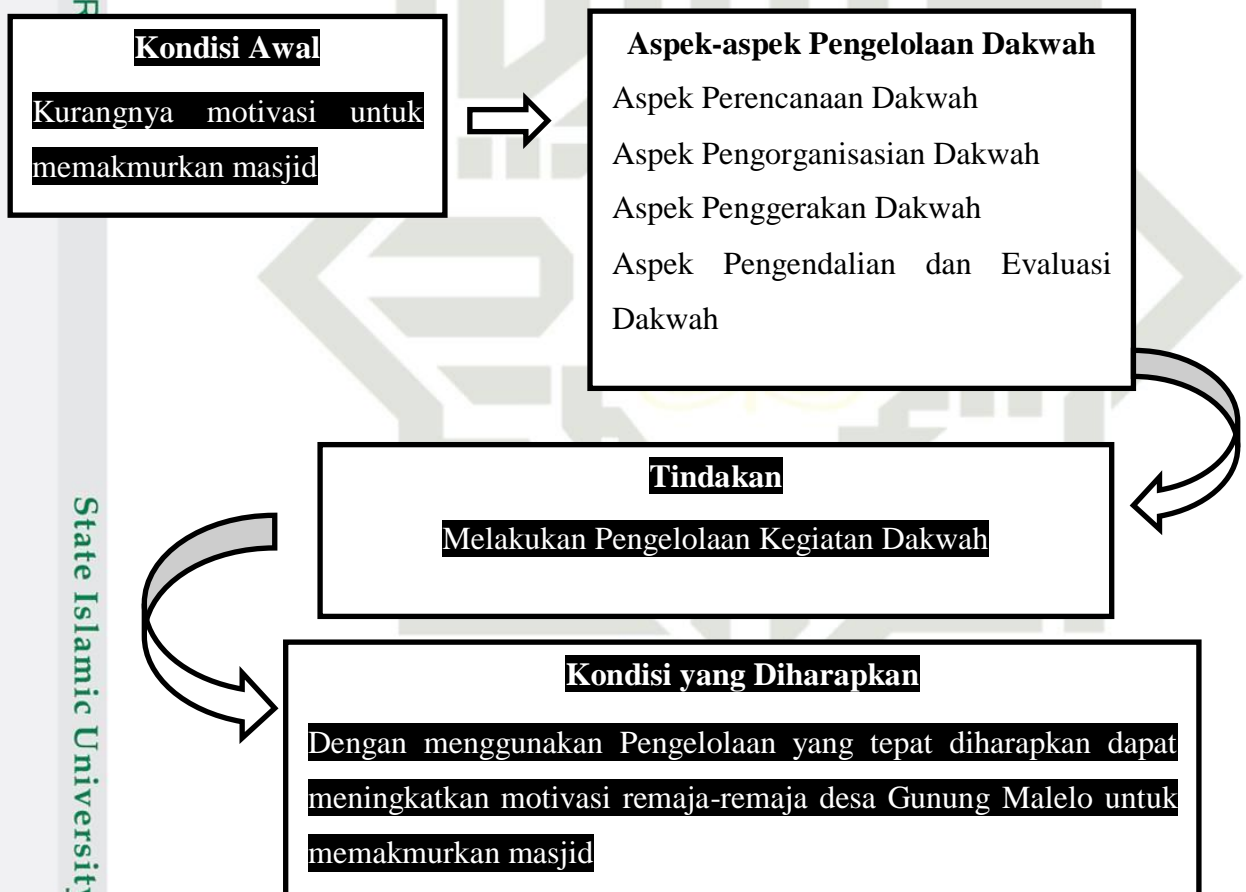 Kondisi Awal
Kurangnya motivasi untuk
memakmurkan masjid
Aspek-aspek Pengelolaan Dakwah
Aspek Perencanaan Dakwah
Aspek Pengorganisasian Dakwah
Aspek Penggerakan Dakwah
Aspek Pengendalian dan Evaluasi
Dakwah
Tindakan
Melakukan Pengelolaan Kegiatan Dakwah
Kondisi yang Diharapkan
Dengan menggunakan Pengelolaan yang tepat diharapkan dapat
meningkatkan motivasi remaja-remaja desa Gunung Malelo untuk
memakmurkan masjid
State Islamic University